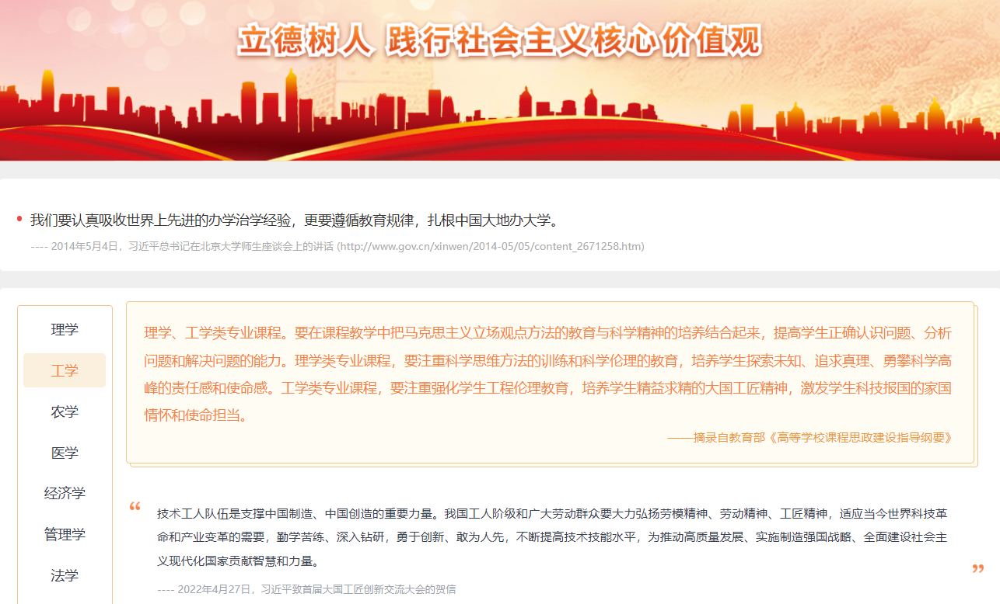 立德树人 践行社会主义核心价值观
我们要认真吸收世界上先进的办学治学经验，更要遵循教育规律，扎根中国大地办大学。
---- 2014年5月4日，习近平总书记在北京大学师生座谈会上的讲话 (http://www.gov.cn/xinwen/2014-05/05/content_2671258.htm)
理学
工学
农学
医学
经济学
管理学
法学
理学、工学类专业课程。要在课程教学中把马克思主义立场观点方法的教育与科学精神的培养结合起来，提高学生正确认识问题、分析
问题和解决问题的能力。理学类专业课程，要注重科学思维方法的训练和科学伦理的教育，培养学生探索未知、追求真理、勇攀科学高
峰的责任感和使命感。工学类专业课程，要注重强化学生工程伦理教育，培养学生精益求精的大国工匠精神，激发学生科技报国的家国
情怀和使命担当。
——摘录自教育部《高等学校课程思政建设指导纲要》
“
技术工人队伍是支撑中国制造、中国创造的重要力量。我国工人阶级和广大劳动群众要大力弘扬劳模精神、劳动精神、工匠精神，适应当今世界科技革
命和产业变革的需要，勤学苦练、深入钻研，勇于创新、敢为人先，不断提高技术技能水平，为推动高质量发展、实施制造强国战略、全面建设社会主
义现代化国家贡献智慧和力量。
”
---- 2022年4月27日，习近平致首届大国工匠创新交流大会的贺信